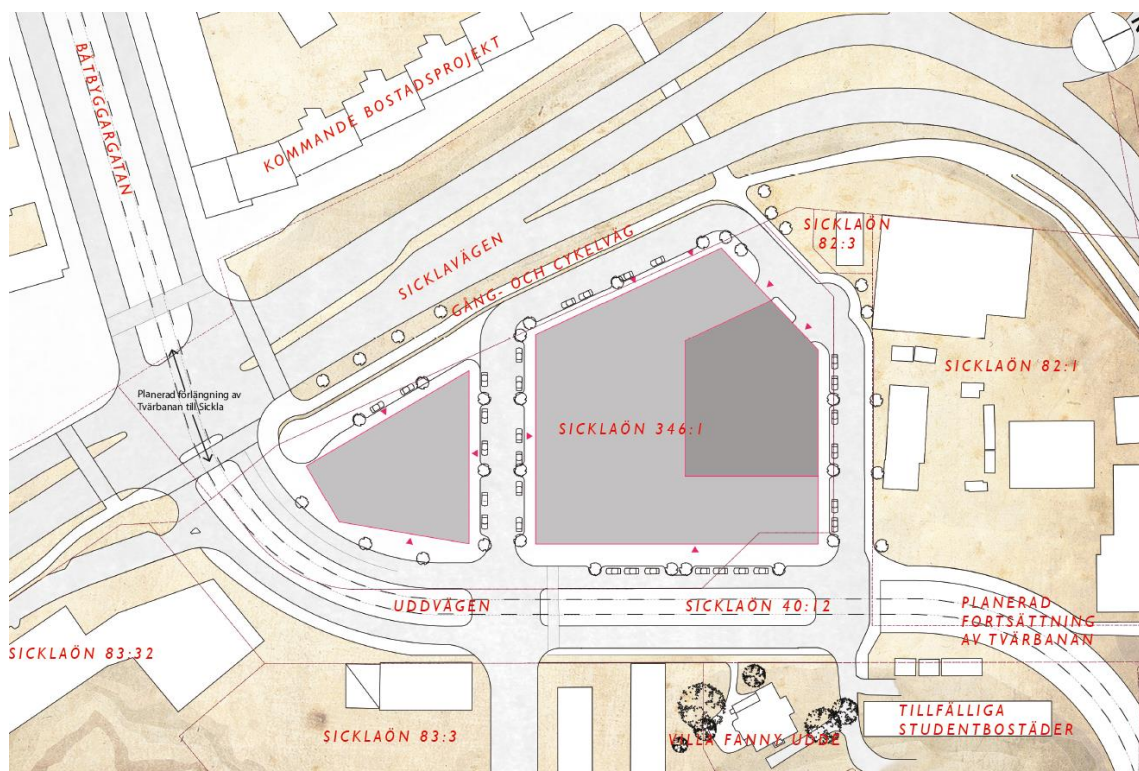 BÅTBYGGARGATAN
KOMMANDE BOSTADSPROJEKT
SICKLAVÄGEN
GÅNG- OCH CYKELVÄG
SICKLAÖN
82:3
SICKLAÖN 82:1
Planerad förlängning av
Tvärbanan till Sickla
SICKLAÖN 346:1
UDDVÄGEN
SICKLAÖN 40:12
PLANERAD
FORTSÄTTNING
AV TVÄRBANAN
SICKLAÖN 83:32
SICKLAÖN 83:3
VILLA FANNY UDDE
TILLFÄLLIGA
STUDENTBOSTÄDER